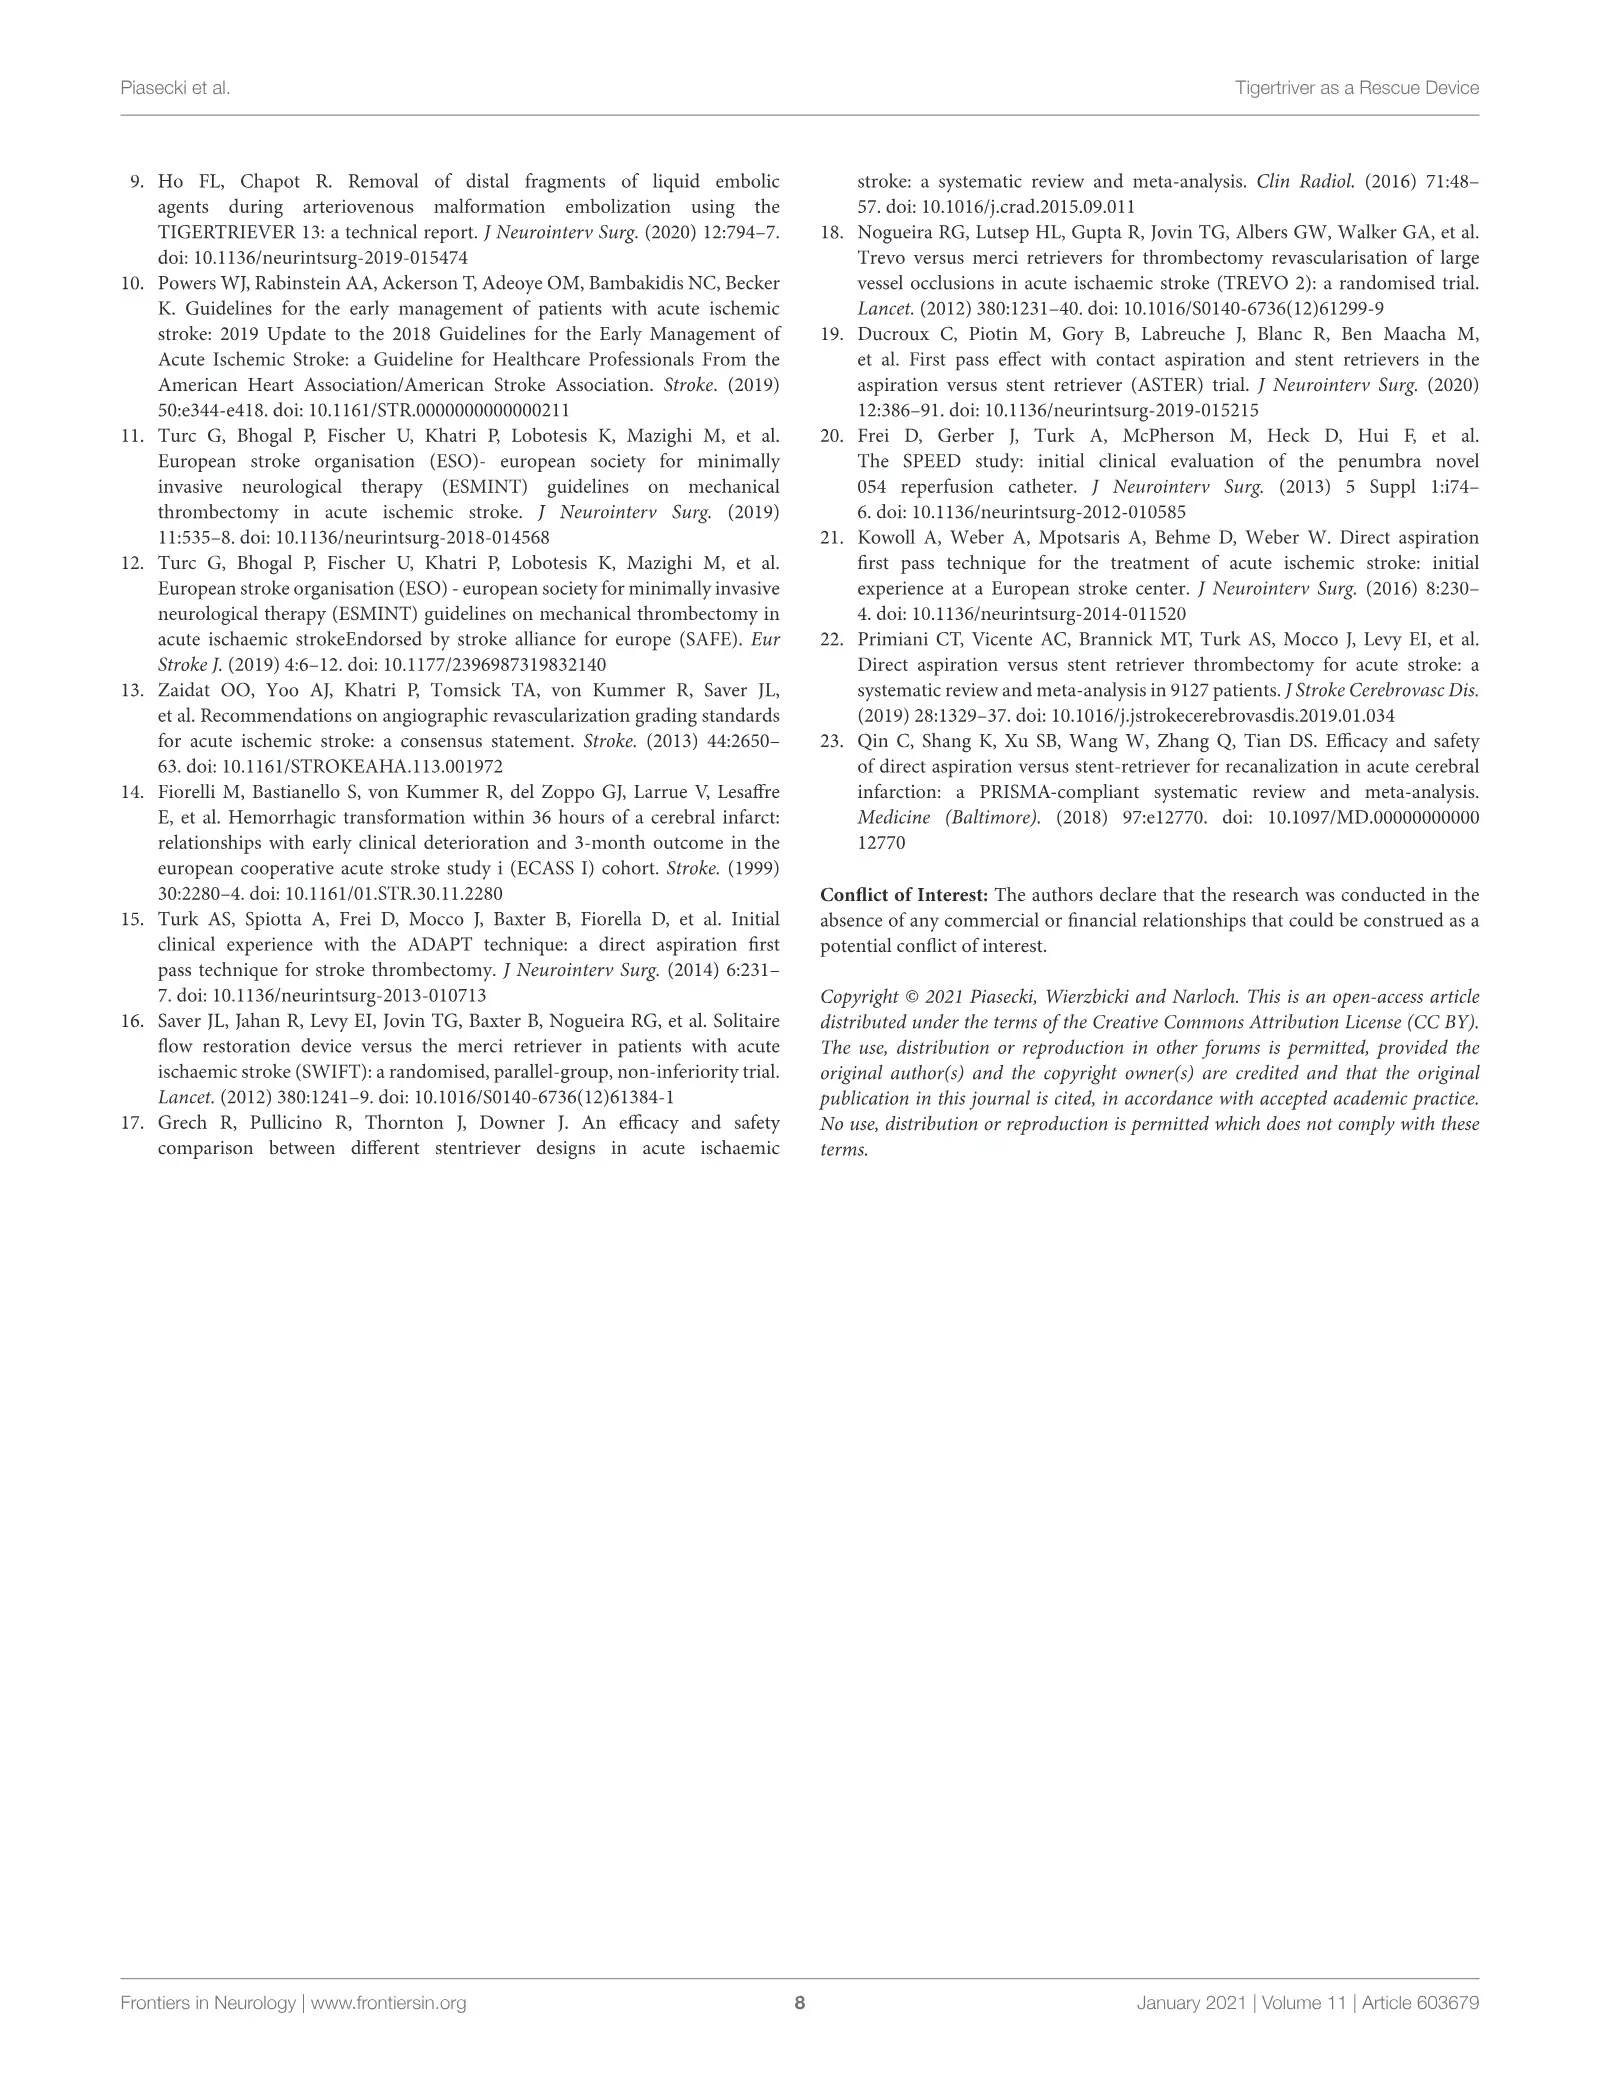 Piasecki et al.
Tigertriver as a Rescue Device
9. Ho FL, Chapot R. Removal of distal fragments of liquid embolic
agents during arteriovenous malformation embolization using the
TIGERTRIEVER 13: a technical report. J Neurointerv Surg. (2020) 12:794–7.
doi: 10.1136/neurintsurg-2019-015474
10. Powers WJ, Rabinstein AA, Ackerson T, Adeoye OM, Bambakidis NC, Becker
K. Guidelines for the early management of patients with acute ischemic
stroke: 2019 Update to the 2018 Guidelines for the Early Management of
Acute Ischemic Stroke: a Guideline for Healthcare Professionals From the
American Heart Association/American Stroke Association. Stroke. (2019)
50:e344-e418. doi: 10.1161/STR.0000000000000211
11. Turc G, Bhogal P, Fischer U, Khatri P, Lobotesis K, Mazighi M, et al.
European stroke organisation (ESO)- european society for minimally
invasive neurological therapy (ESMINT) guidelines on mechanical
thrombectomy in acute ischemic stroke. J Neurointerv Surg. (2019)
11:535–8. doi: 10.1136/neurintsurg-2018-014568
12. Turc G, Bhogal P, Fischer U, Khatri P, Lobotesis K, Mazighi M, et al.
European stroke organisation (ESO) - european society for minimally invasive
neurological therapy (ESMINT) guidelines on mechanical thrombectomy in
acute ischaemic strokeEndorsed by stroke alliance for europe (SAFE). Eur
Stroke J. (2019) 4:6–12. doi: 10.1177/2396987319832140
13. Zaidat OO, Yoo AJ, Khatri P, Tomsick TA, von Kummer R, Saver JL,
et al. Recommendations on angiographic revascularization grading standards
for acute ischemic stroke: a consensus statement. Stroke. (2013) 44:2650–
63. doi: 10.1161/STROKEAHA.113.001972
14. Fiorelli M, Bastianello S, von Kummer R, del Zoppo GJ, Larrue V, Lesaffre
E, et al. Hemorrhagic transformation within 36 hours of a cerebral infarct:
relationships with early clinical deterioration and 3-month outcome in the
european cooperative acute stroke study i (ECASS I) cohort. Stroke. (1999)
30:2280–4. doi: 10.1161/01.STR.30.11.2280
15. Turk AS, Spiotta A, Frei D, Mocco J, Baxter B, Fiorella D, et al. Initial
clinical experience with the ADAPT technique: a direct aspiration first
pass technique for stroke thrombectomy. J Neurointerv Surg. (2014) 6:231–
7. doi: 10.1136/neurintsurg-2013-010713
16. Saver JL, Jahan R, Levy EI, Jovin TG, Baxter B, Nogueira RG, et al. Solitaire
flow restoration device versus the merci retriever in patients with acute
ischaemic stroke (SWIFT): a randomised, parallel-group, non-inferiority trial.
Lancet. (2012) 380:1241–9. doi: 10.1016/S0140-6736(12)61384-1
17. Grech R, Pullicino R, Thornton J, Downer J. An efficacy and safety
comparison between different stentriever designs in acute ischaemic
stroke: a systematic review and meta-analysis. Clin Radiol. (2016) 71:48–
57. doi: 10.1016/j.crad.2015.09.011
18. Nogueira RG, Lutsep HL, Gupta R, Jovin TG, Albers GW, Walker GA, et al.
Trevo versus merci retrievers for thrombectomy revascularisation of large
vessel occlusions in acute ischaemic stroke (TREVO 2): a randomised trial.
Lancet. (2012) 380:1231–40. doi: 10.1016/S0140-6736(12)61299-9
19. Ducroux C, Piotin M, Gory B, Labreuche J, Blanc R, Ben Maacha M,
et al. First pass effect with contact aspiration and stent retrievers in the
aspiration versus stent retriever (ASTER) trial. J Neurointerv Surg. (2020)
12:386–91. doi: 10.1136/neurintsurg-2019-015215
20. Frei D, Gerber J, Turk A, McPherson M, Heck D, Hui F, et al.
The SPEED study: initial clinical evaluation of the penumbra novel
054 reperfusion catheter. J Neurointerv Surg. (2013) 5 Suppl 1:i74–
6. doi: 10.1136/neurintsurg-2012-010585
21. Kowoll A, Weber A, Mpotsaris A, Behme D, Weber W. Direct aspiration
first pass technique for the treatment of acute ischemic stroke: initial
experience at a European stroke center. J Neurointerv Surg. (2016) 8:230–
4. doi: 10.1136/neurintsurg-2014-011520
22. Primiani CT, Vicente AC, Brannick MT, Turk AS, Mocco J, Levy EI, et al.
Direct aspiration versus stent retriever thrombectomy for acute stroke: a
systematic review and meta-analysis in 9127 patients. J Stroke Cerebrovasc Dis.
(2019) 28:1329–37. doi: 10.1016/j.jstrokecerebrovasdis.2019.01.034
23. Qin C, Shang K, Xu SB, Wang W, Zhang Q, Tian DS. Efficacy and safety
of direct aspiration versus stent-retriever for recanalization in acute cerebral
infarction: a PRISMA-compliant systematic review and meta-analysis.
Medicine (Baltimore). (2018) 97:e12770. doi: 10.1097/MD.00000000000
12770
Conflict of Interest: The authors declare that the research was conducted in the
absence of any commercial or financial relationships that could be construed as a
potential conflict of interest.
Copyright © 2021 Piasecki, Wierzbicki and Narloch. This is an open-access article
distributed under the terms of the Creative Commons Attribution License (CC BY).
The use, distribution or reproduction in other forums is permitted, provided the
original author(s) and the copyright owner(s) are credited and that the original
publication in this journal is cited, in accordance with accepted academic practice.
No use, distribution or reproduction is permitted which does not comply with these
terms.
Frontiers in Neurology | www.frontiersin.org
8
January 2021 | Volume 11 | Article 603679